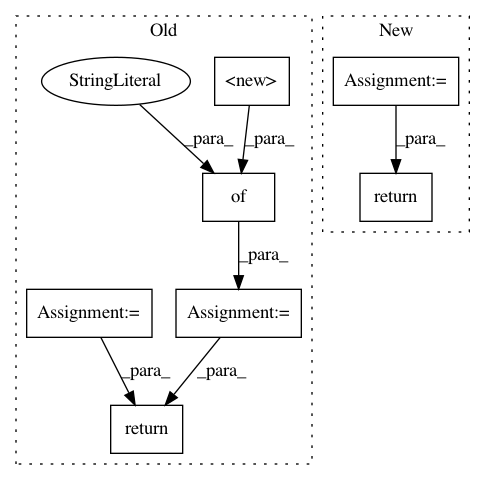 Old
New
StringLiteral
<new>
Assignment:=
_para_
_para_
_para_
of
return
_para_
Assignment:=
Assignment:=
_para_
_para_
return